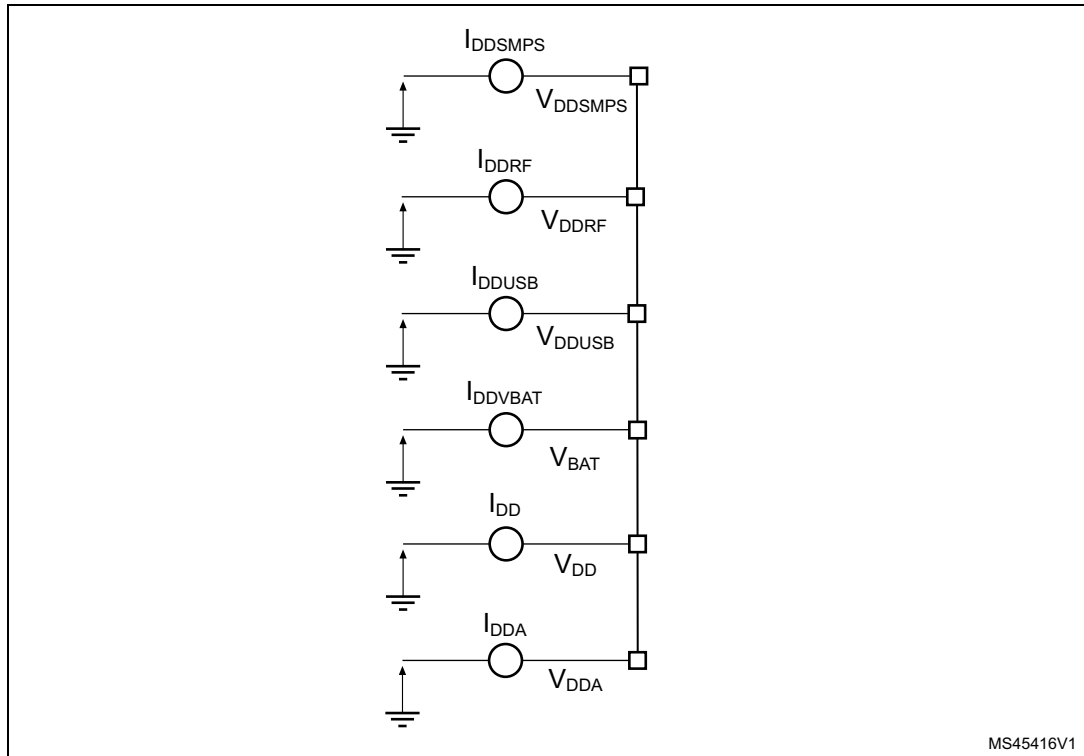 IDDSMPS
VDDSMPS
IDDRF
VDDRF
IDDUSB
VDDUSB
IDDVBAT
VBAT
IDD
VDD
IDDA
VDDA
MS45416V1